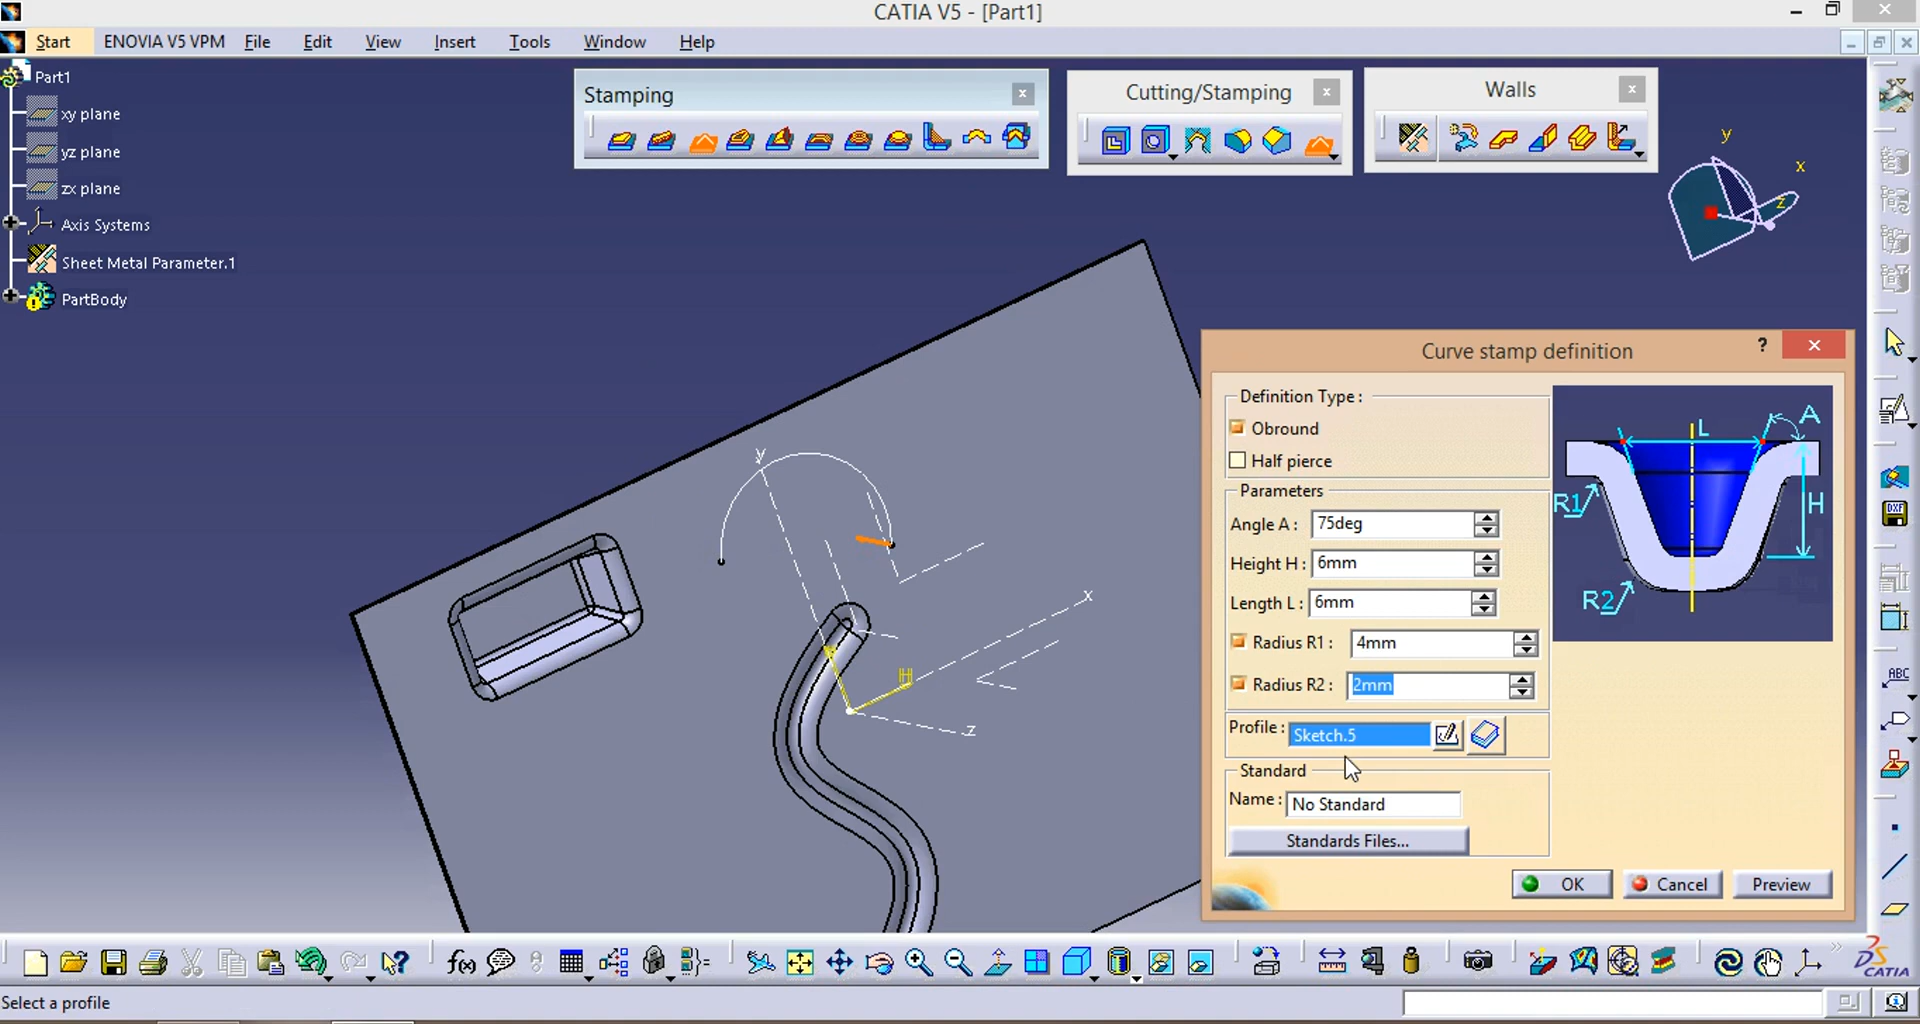 CATIA V5 - [Part1]
Start ENOVIA V5 VPM File Edit View Insert Tools Window Help
Part1
xy plane
yz plane
zx plane
Axis Systems
Sheet Metal Parameter.1
PartBody
Stamping
Cutting/Stamping
Walls
y
x
z
y
x
z
H
Curve stamp definition
?
Definition Type :
Obround
Half pierce
Parameters
Angle A : 75deg
Height H : 6mm
Length L : 6mm
Radius R1 : 4mm
Radius R2 : 2mm
Profile : Sketch.5
Standard
Name : No Standard
Standards Files...
OK Cancel Preview
L
A
R1
H
R2
DXF
ABC
f(x)
CATIA
Select a profile